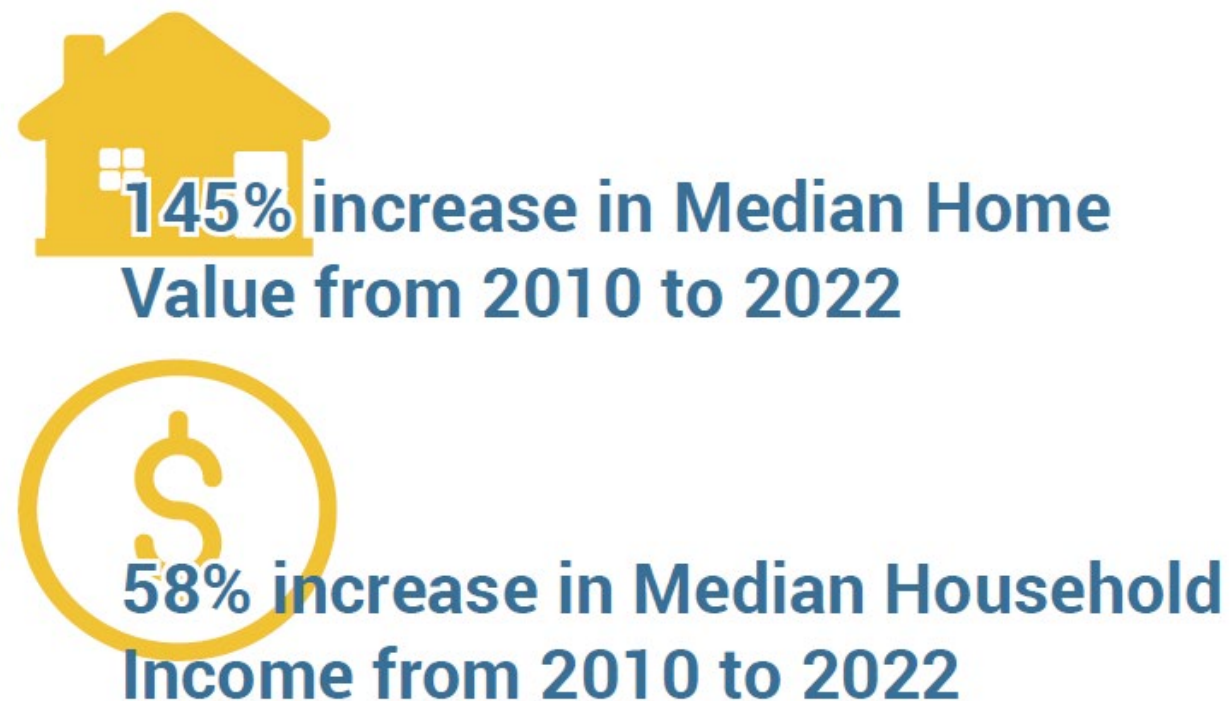 145% increase in Median Home
Value from 2010 to 2022
$
58% increase in Median Household
Income from 2010 to 2022